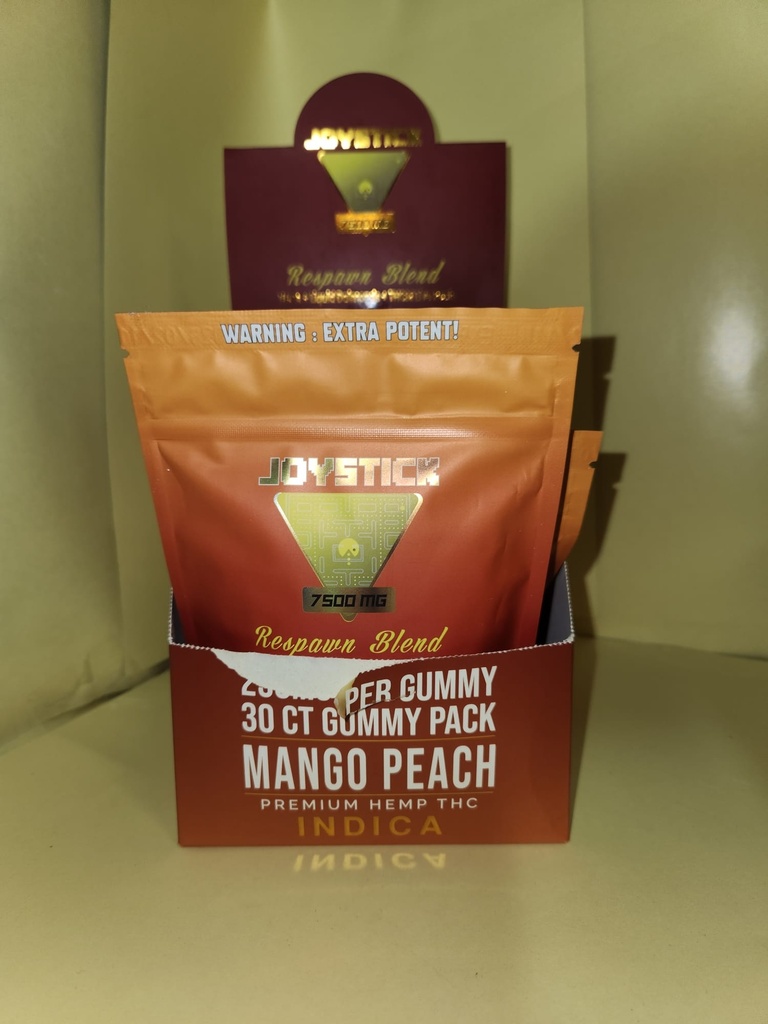 JOYSTICK
Respawn Blend
WARNING : EXTRA POTENT!
JOYSTICK
7500 MG
Respawn Blend
PER GUMMY
30 CT GUMMY PACK
MANGO PEACH
PREMIUM HEMP THC
INDICA